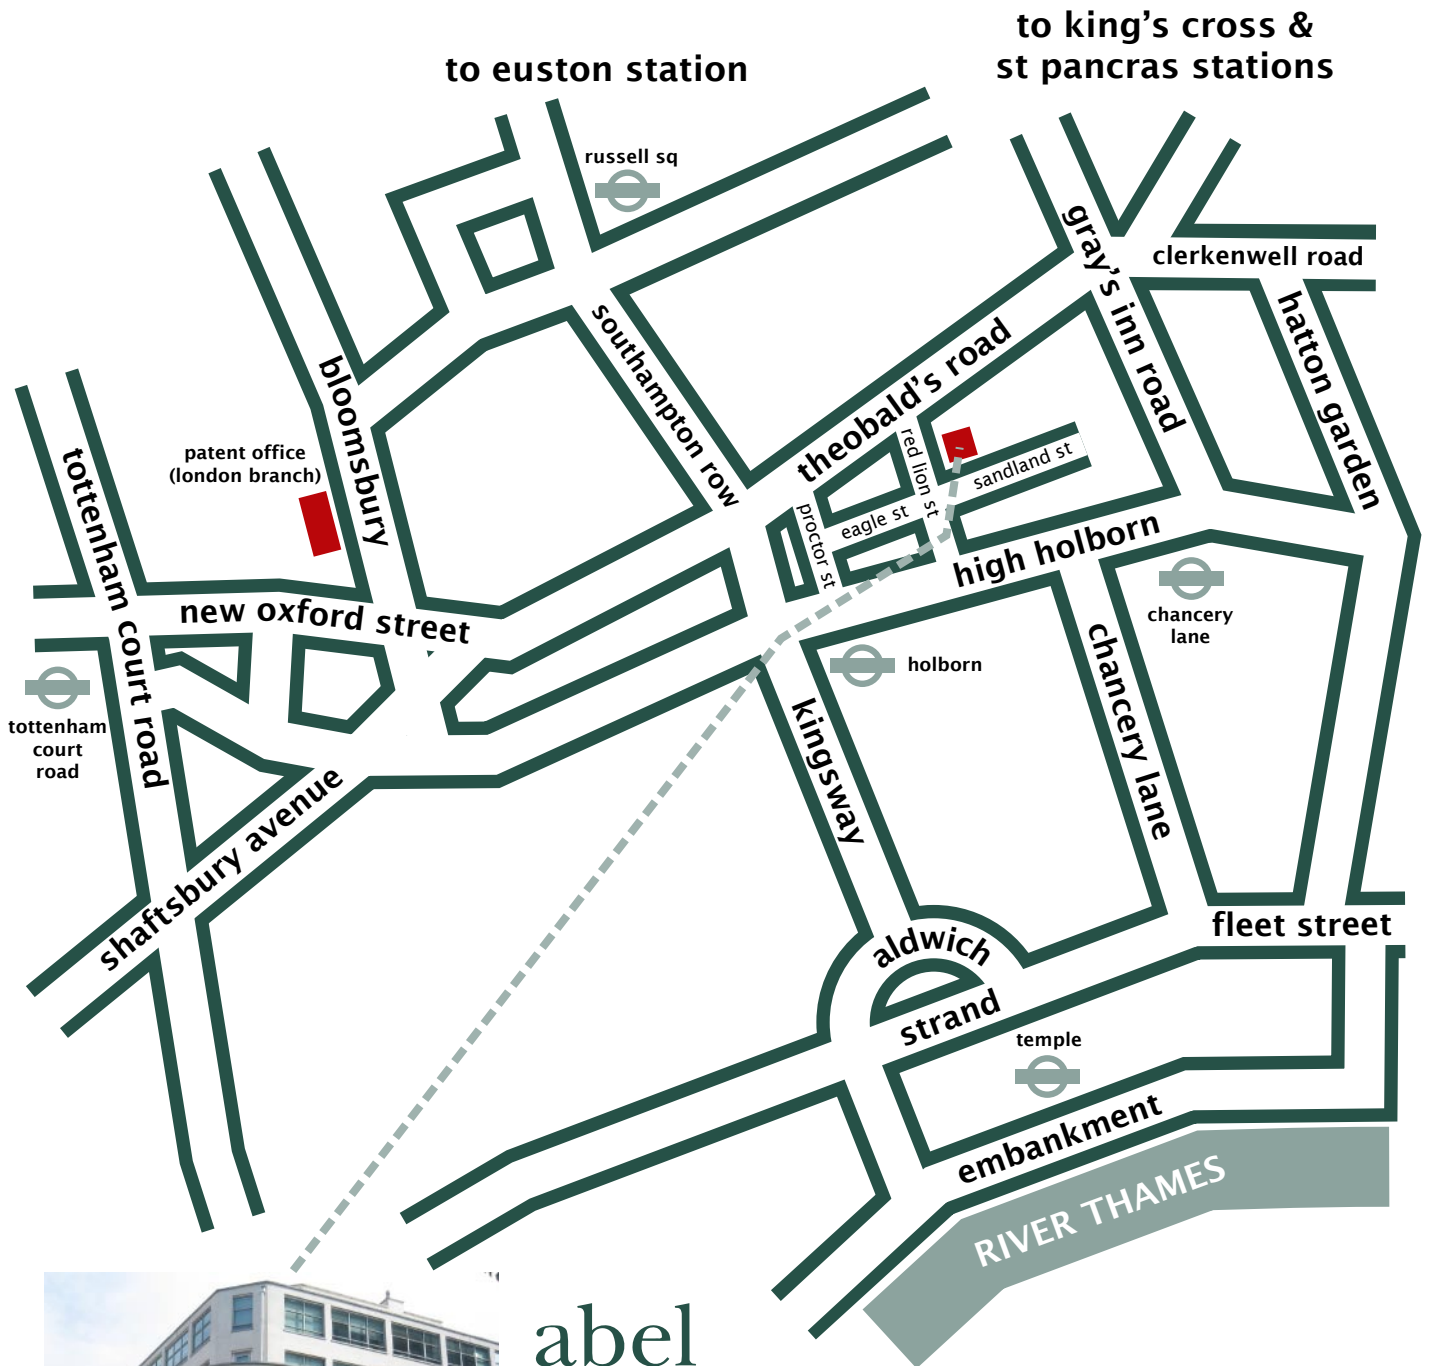 to king's cross &
st pancras stations
to euston station
russell sq
gray's inn road
clerkenwell road
hatton garden
southampton row
theobald's road
bloomsbury
patent office
(london branch)
red lion st
sandland st
proctor st
eagle st
high holborn
tottenham court road
new oxford street
chancery
lane
holborn
chancery lane
tottenham
court
road
kingsway
shaftsbury avenue
fleet street
aldwich
strand
temple
embankment
RIVER THAMES
abel